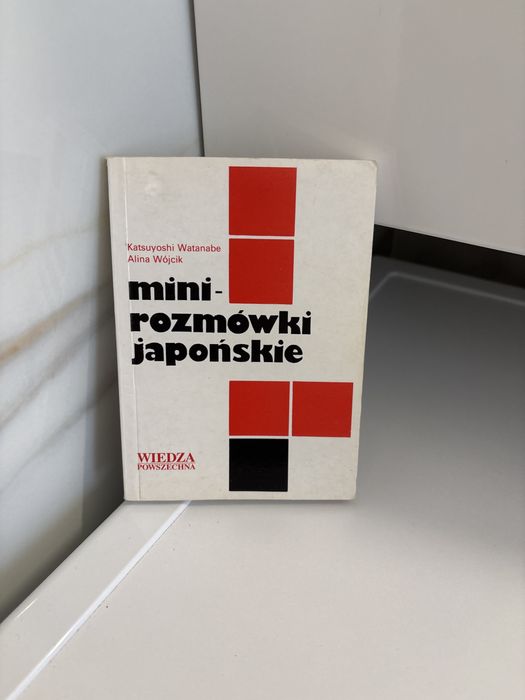 Katsuyoshi Watanabe
Alina Wójcik
mini-
rozmówki
japońskie
WIEDZA
POWSZECHNA